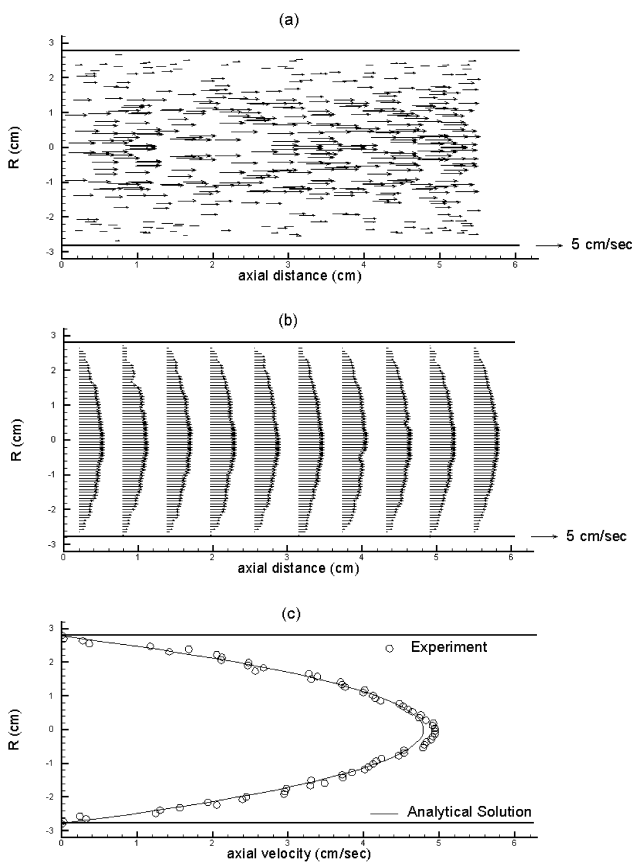 (a)
3
2
1
0
-1
-2
-3
R (cm)
0 1 2 3 4 5 6
axial distance (cm)
5 cm/sec
(b)
3
2
1
0
-1
-2
-3
R (cm)
0 1 2 3 4 5 6
axial distance (cm)
5 cm/sec
(c)
3
2
1
0
-1
-2
-3
R (cm)
Experiment
Analytical Solution
0 1 2 3 4 5 6
axial velocity (cm/sec)